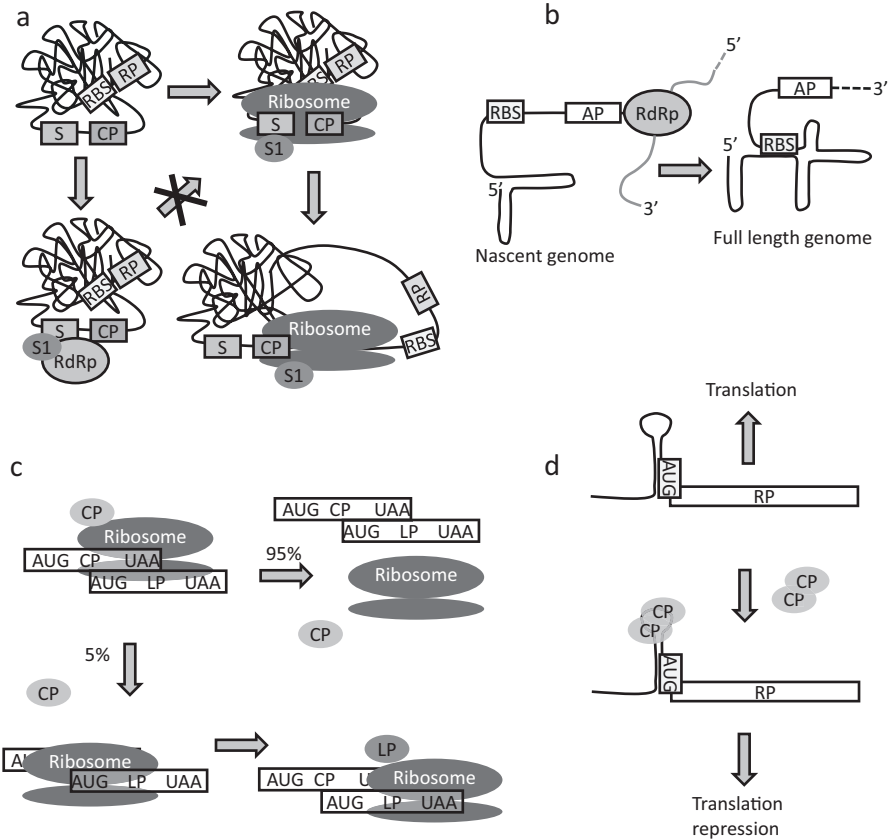 a
RBS
RP
S
CP
BS
RP
Ribosome
S
CP
S1
RBS
RP
S
CP
S1
RdRp
RP
Ribosome
S
CP
RBS
S1
b
5’
RBS
AP
RdRp
5’
3’
Nascent genome
AP
3’
5’
RBS
Full length genome
c
CP
Ribosome
AUG CP UAA
AUG LP UAA
95%
AUG CP UAA
AUG LP UAA
Ribosome
CP
5%
CP
Ribosome
AUG LP UAA
LP
AUG CP U
Ribosome
AUG LP UAA
d
Translation
AUG
RP
CP
CP
CP
CP
AUG
RP
Translation
repression